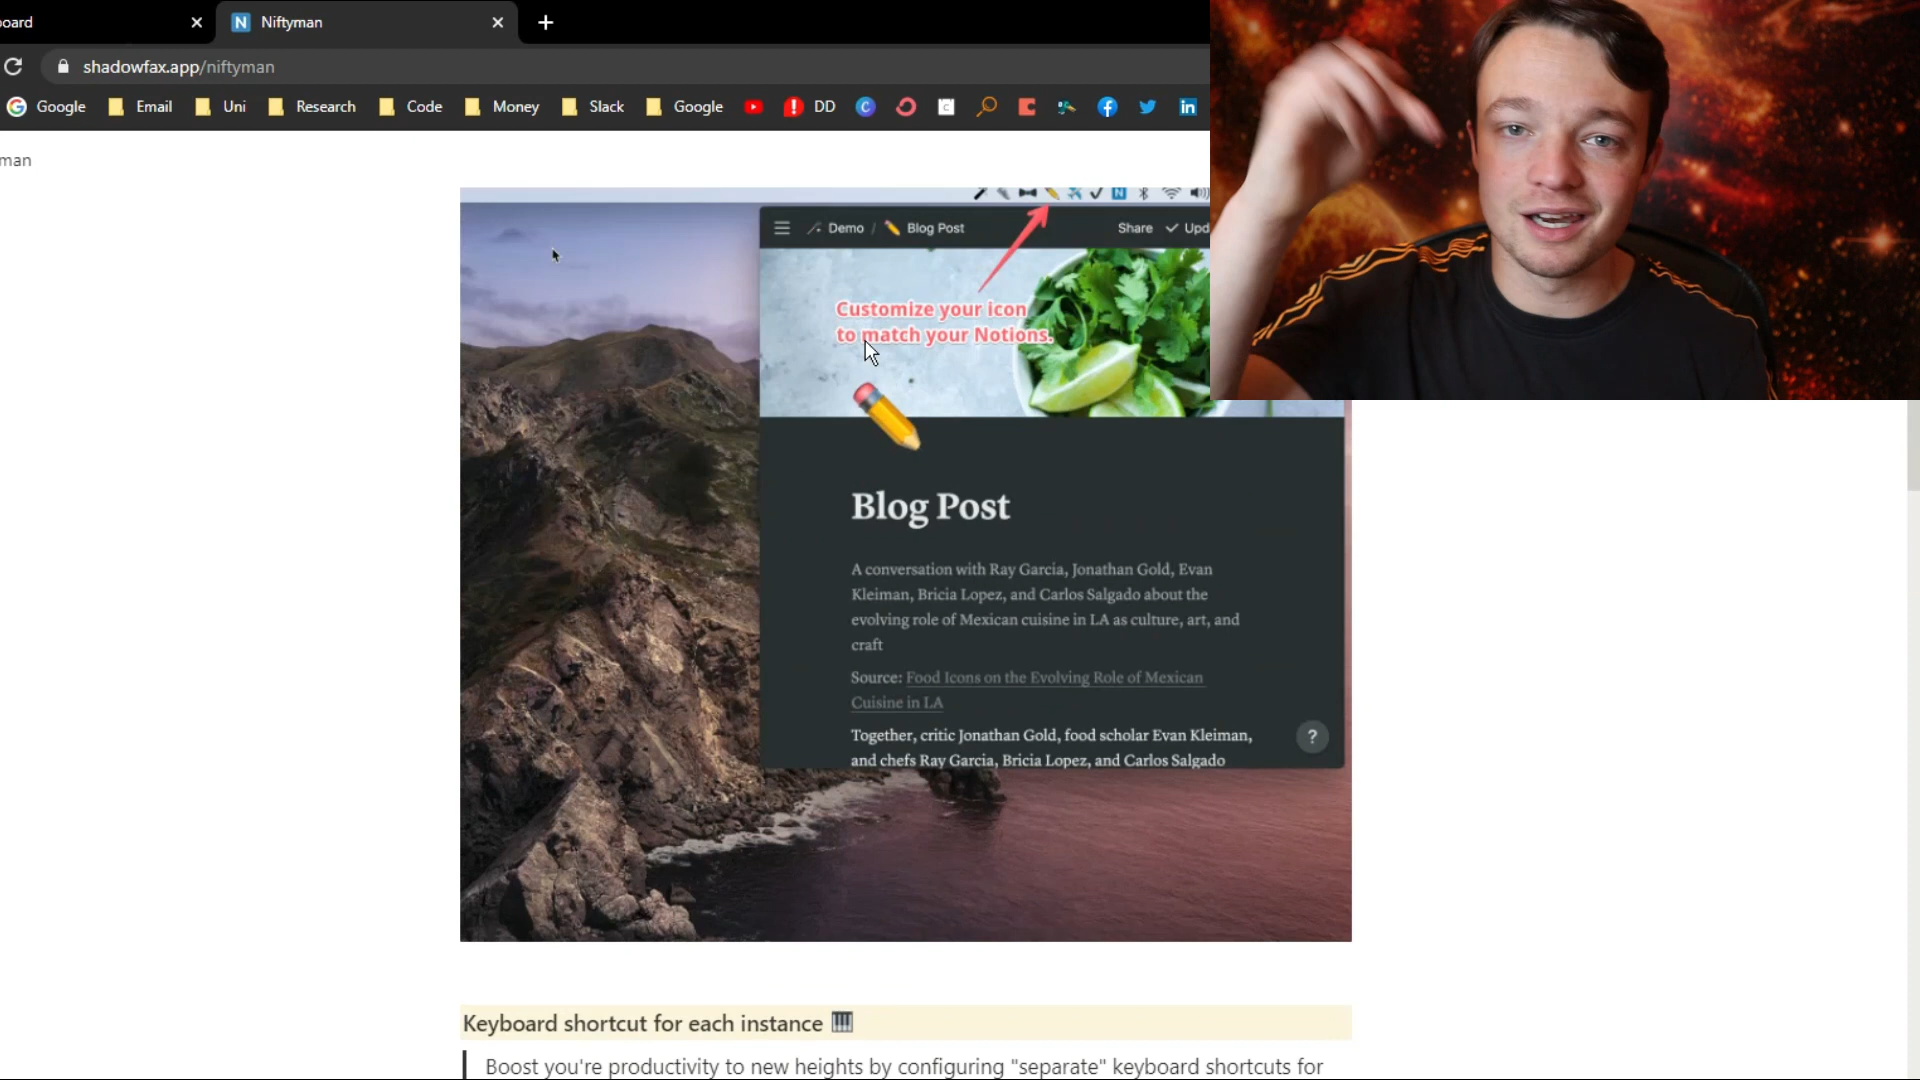 board
Niftyman
shadowfax.app/niftyman
Google Email Uni Research Code Money Slack Google DD
man
Demo / Blog Post Share Upd
Customize your icon
to match your Notions.
Blog Post
A conversation with Ray Garcia, Jonathan Gold, Evan
Kleiman, Bricia Lopez, and Carlos Salgado about the
evolving role of Mexican cuisine in LA as culture, art, and
craft
Source: Food Icons on the Evolving Role of Mexican
Cuisine in LA
Together, critic Jonathan Gold, food scholar Evan Kleiman,
and chefs Ray Garcia, Bricia Lopez, and Carlos Salgado
?
Keyboard shortcut for each instance
Boost you're productivity to new heights by configuring "separate" keyboard shortcuts for